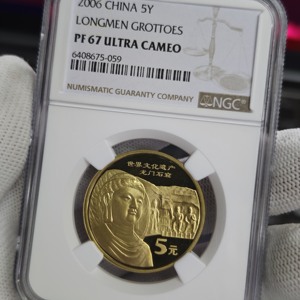 2006 CHINA 5Y
LONGMEN GROTTOES
PF 67 ULTRA CAMEO
6408675-059
NUMISMATIC GUARANTY COMPANY
NGC
世界文化遗产
龙门石窟
5元